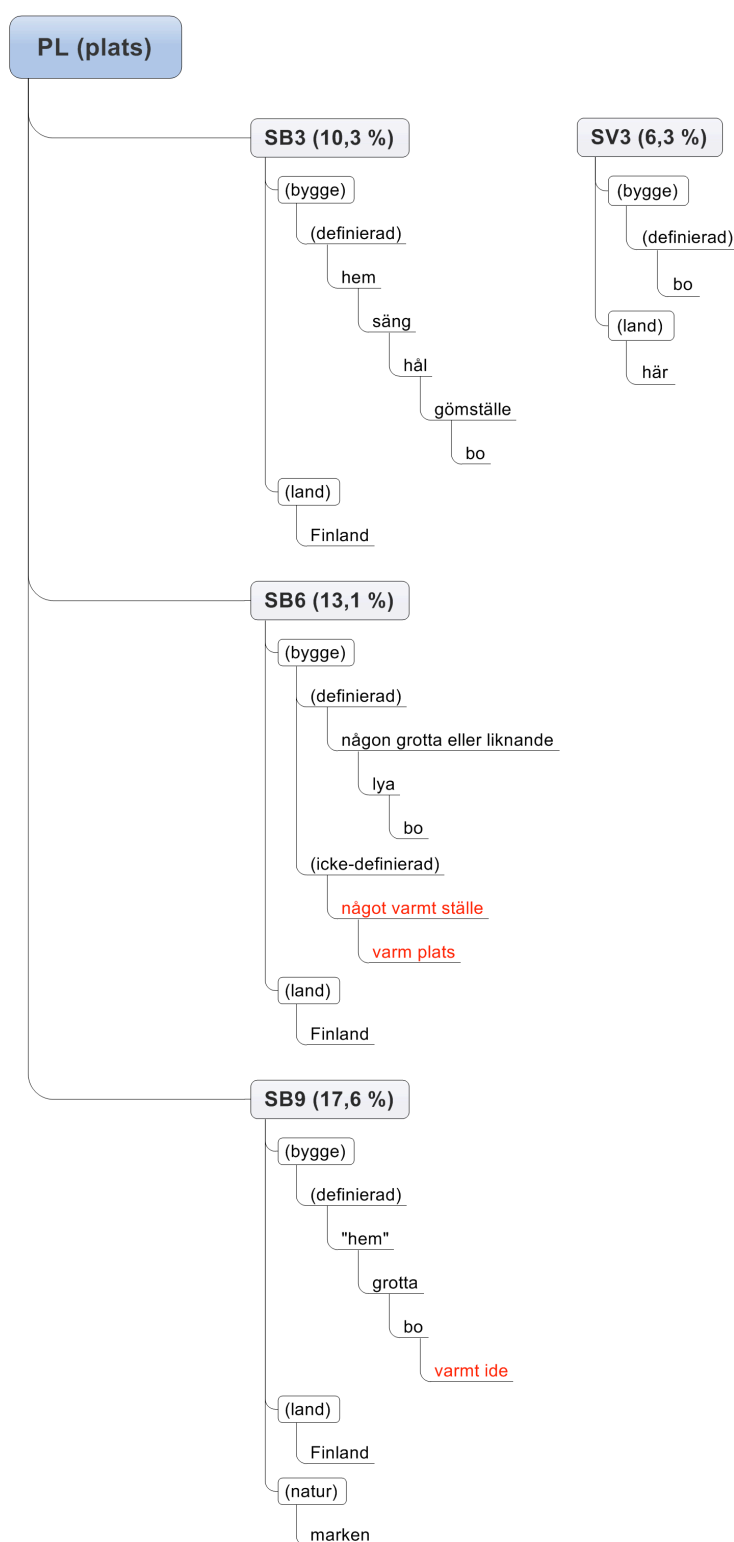 PL (plats)
SB3 (10,3 %)
(bygge)
(definierad)
hem
säng
hål
gömställe
bo
(land)
Finland
SV3 (6,3 %)
(bygge)
(definierad)
bo
(land)
här
SB6 (13,1 %)
(bygge)
(definierad)
någon grotta eller liknande
lya
bo
(icke-definierad)
något varmt ställe
varm plats
(land)
Finland
SB9 (17,6 %)
(bygge)
(definierad)
"hem"
grotta
bo
varmt ide
(land)
Finland
(natur)
marken